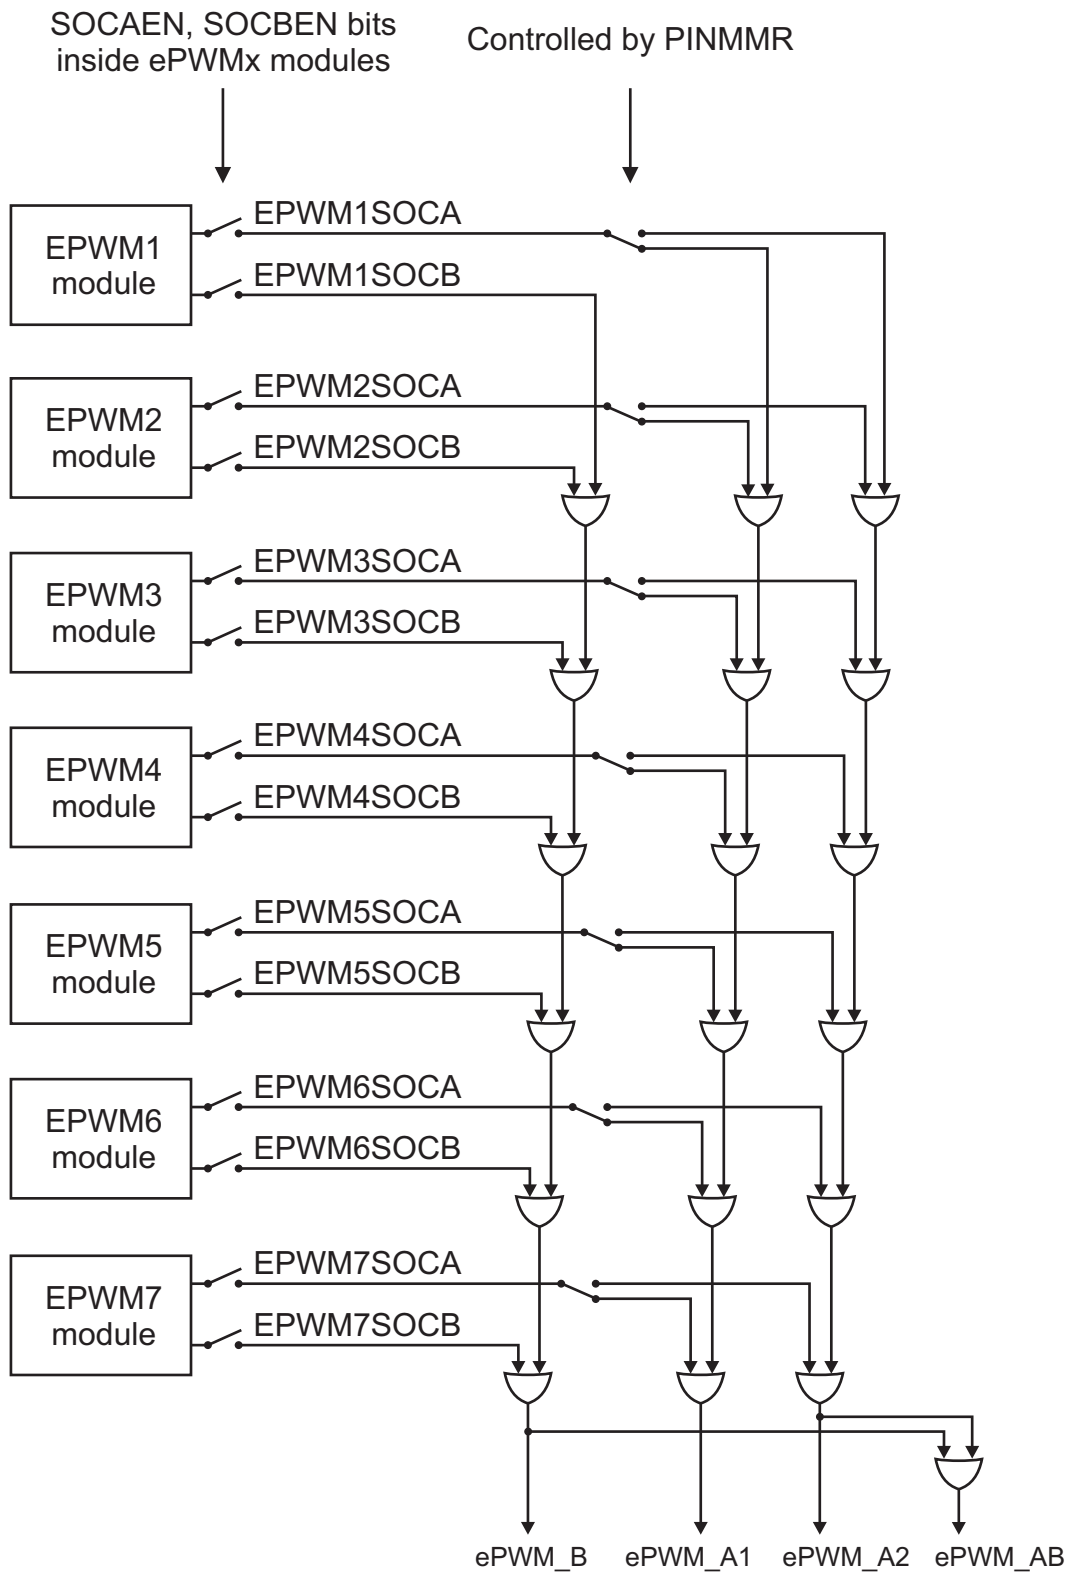 SOCAEN, SOCBEN bits
inside ePWMx modules
Controlled by PINMMR
EPWM1
module
EPWM1SOCA
EPWM1SOCB
EPWM2
module
EPWM2SOCA
EPWM2SOCB
EPWM3
module
EPWM3SOCA
EPWM3SOCB
EPWM4
module
EPWM4SOCA
EPWM4SOCB
EPWM5
module
EPWM5SOCA
EPWM5SOCB
EPWM6
module
EPWM6SOCA
EPWM6SOCB
EPWM7
module
EPWM7SOCA
EPWM7SOCB
ePWM_B
ePWM_A1
ePWM_A2
ePWM_AB